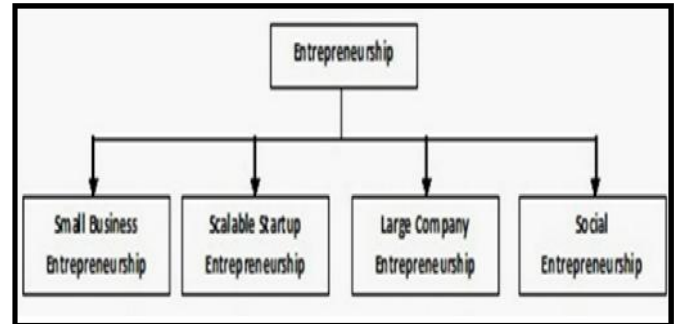 Entrepreneurship
Small Business
Entrepreneurship
Scalable Startup
Entrepreneurship
Large Company
Entrepreneurship
Social
Entrepreneurship